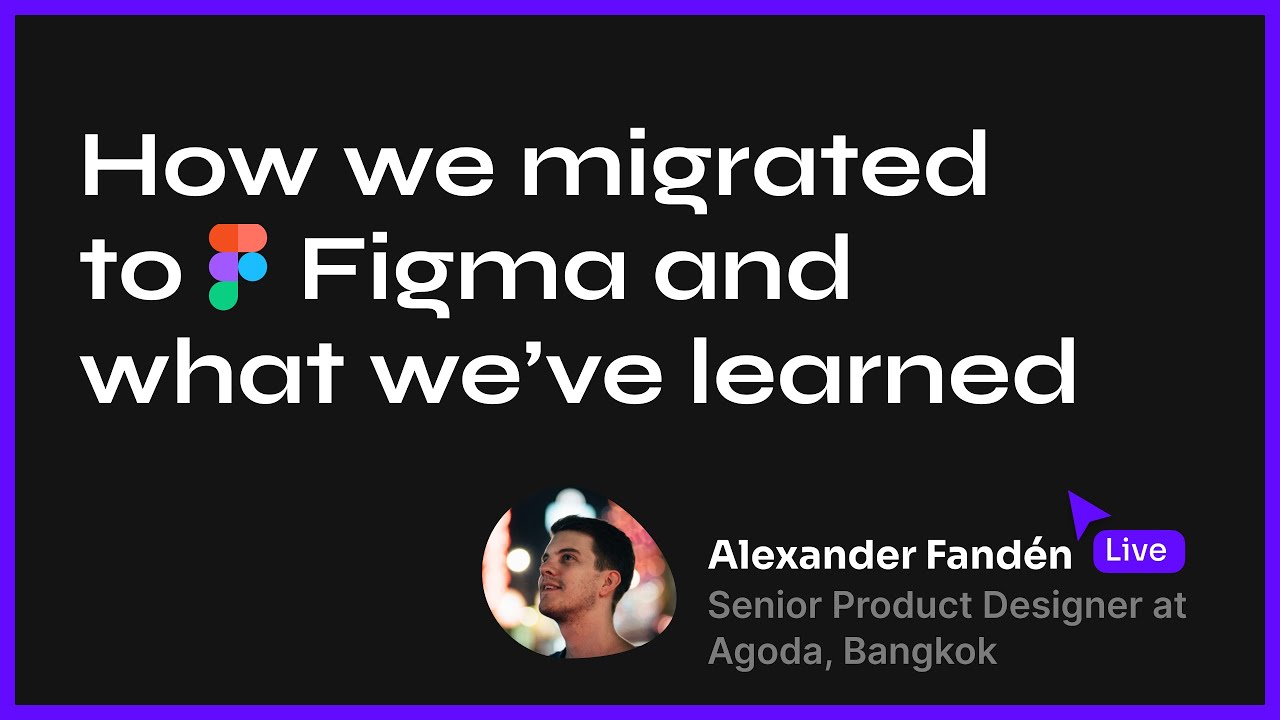 How we migrated
to Figma and
what we’ve learned
Alexander Fandén
Live
Senior Product Designer at
Agoda, Bangkok